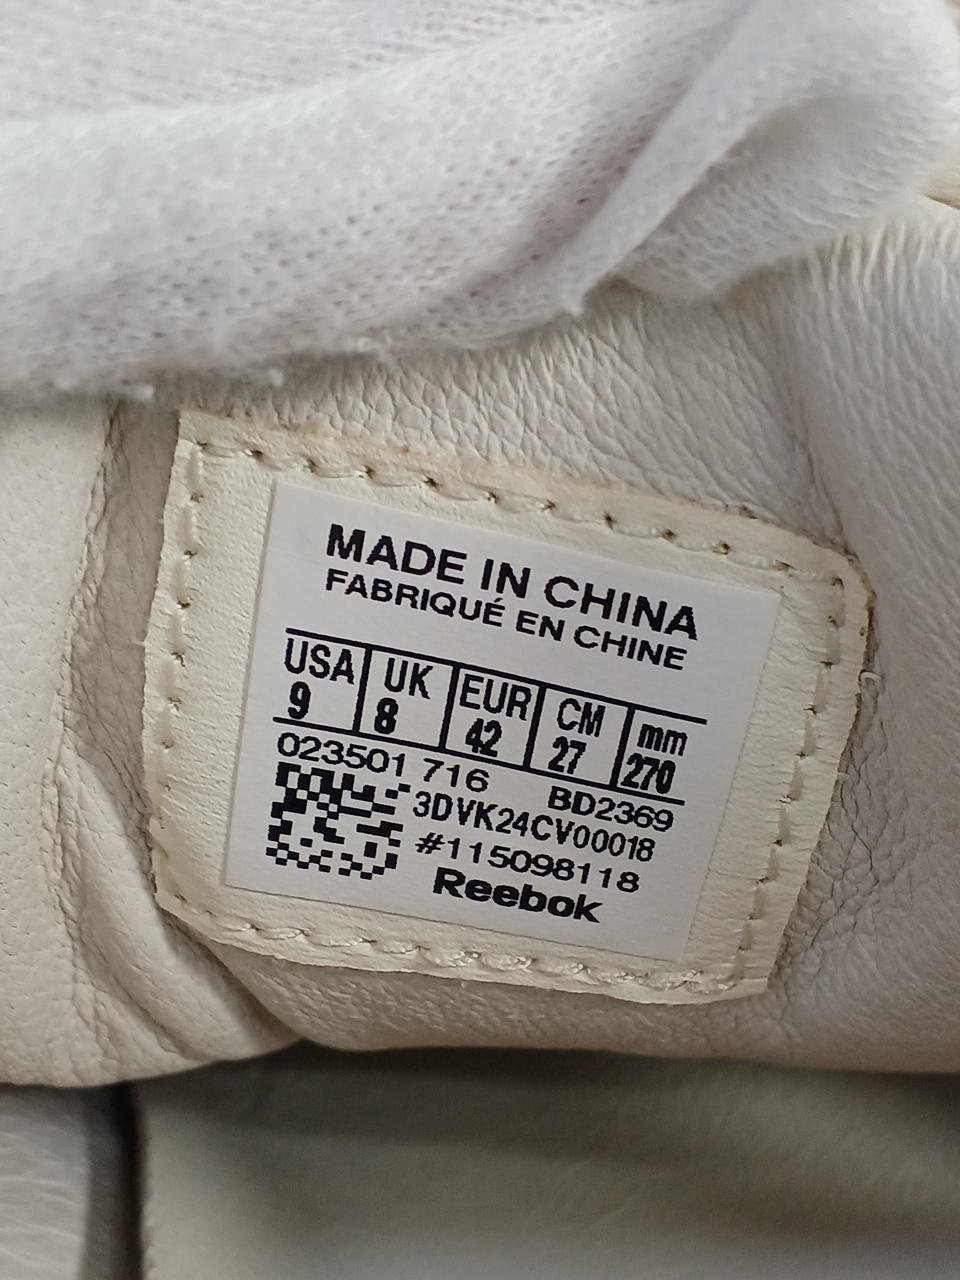 MADE IN CHINA
FABRIQUÉ EN CHINE
USA UK EUR CM mm
9 8 42 27 270
023501 716 BD2369
3DVK24CV00018
#115098118
Reebok